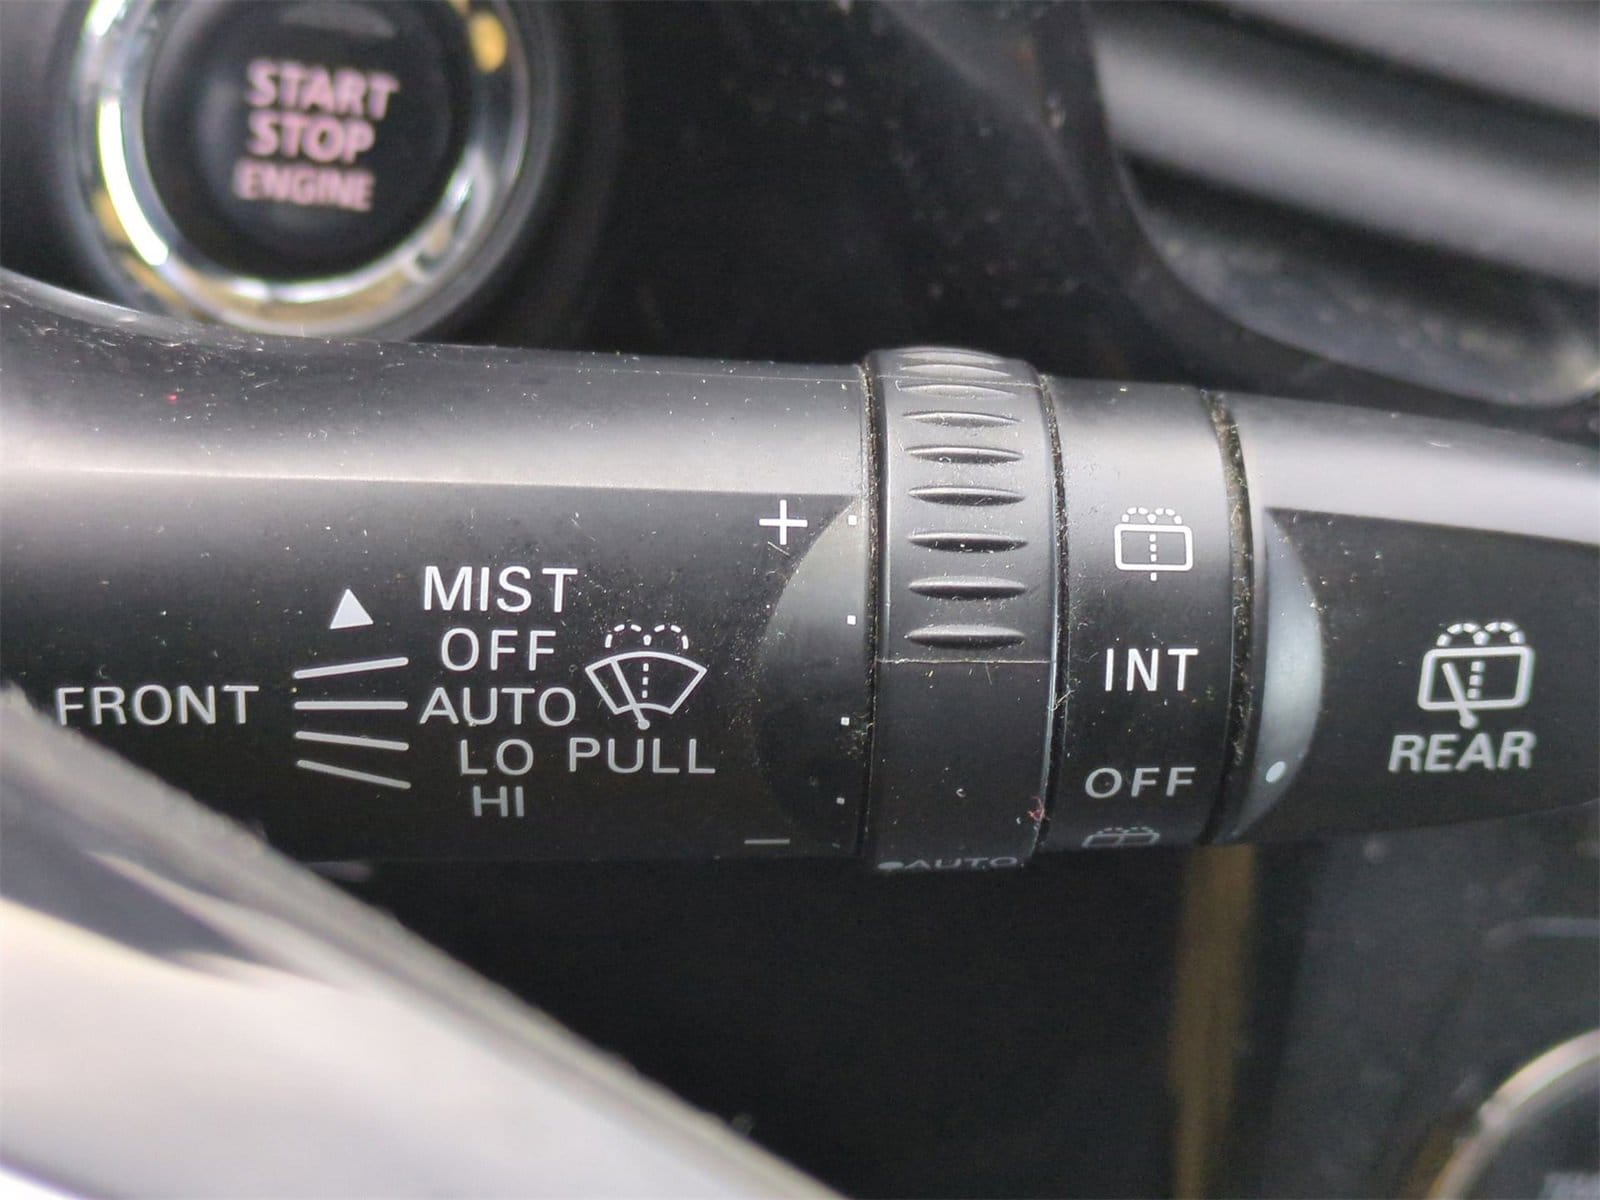 START
STOP
ENGINE
+
MIST
OFF
FRONT AUTO
LO PULL
HI
−
AUTO
INT
OFF
REAR